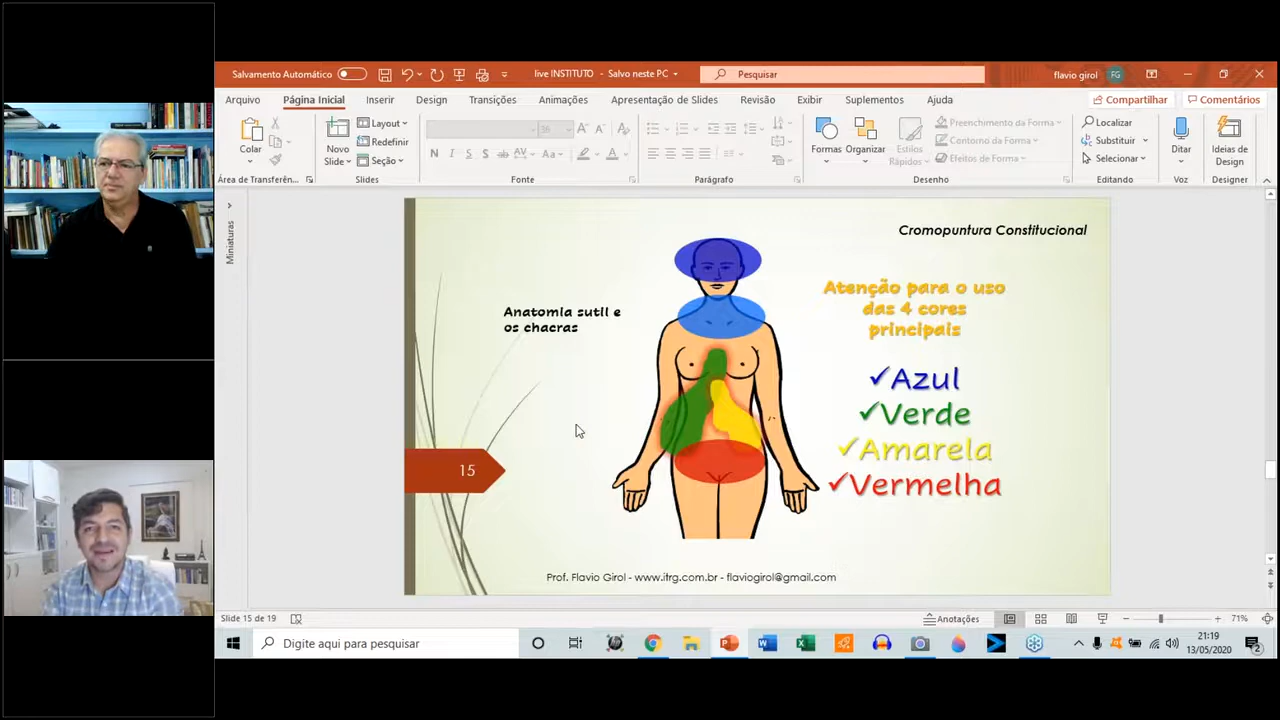 Salvamento Automático
live INSTITUTO - Salvo neste PC
Pesquisar
flavio girol
FG
Arquivo
Página Inicial
Inserir
Design
Transições
Animações
Apresentação de Slides
Revisão
Exibir
Suplementos
Ajuda
Compartilhar
Comentários
Colar
Novo
Slide
Layout
Redefinir
Seção
36
N I S S ab AV Aa A
Formas
Organizar
Estilos
Rápidos
Preenchimento da Forma
Contorno da Forma
Efeitos de Forma
Localizar
Substituir
Selecionar
Ditar
Ideias de
Design
Área de Transferên...
Slides
Fonte
Parágrafo
Desenho
Editando
Voz
Designer
Miniaturas
Cromopuntura Constitucional
Anatomia sutil e
os chacras
Atenção para o uso
das 4 cores
principais
✓Azul
✓Verde
✓Amarela
✓Vermelha
15
Prof. Flavio Girol - www.itrg.com.br - flaviogirol@gmail.com
Slide 15 de 19
Anotações
71%
Digite aqui para pesquisar
21:19
13/05/2020
2